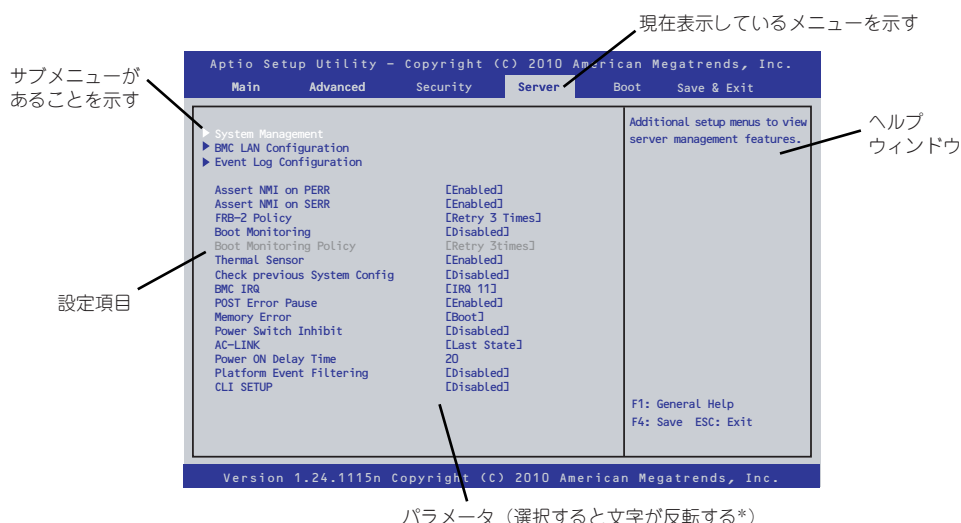 現在表示しているメニューを示す
サブメニューが
あることを示す
Aptio Setup Utility – Copyright (C) 2010 American Megatrends, Inc.
Main Advanced Security Server Boot Save & Exit
System Management
BMC LAN Configuration
Event Log Configuration
Additional setup menus to view
server management features.
ヘルプ
ウィンドウ
Assert NMI on PERR [Enabled]
Assert NMI on SERR [Enabled]
FRB-2 Policy [Retry 3 Times]
Boot Monitoring [Disabled]
Boot Monitoring Policy [Retry 3times]
Thermal Sensor [Enabled]
Check previous System Config [Disabled]
BMC IRQ [IRQ 11]
POST Error Pause [Enabled]
Memory Error [Boot]
Power Switch Inhibit [Disabled]
AC-LINK [Last State]
Power ON Delay Time 20
Platform Event Filtering [Disabled]
CLI SETUP [Disabled]
設定項目
F1: General Help
F4: Save ESC: Exit
Version 1.24.1115n Copyright (C) 2010 American Megatrends, Inc.
パラメータ（選択すると文字が反転する*）